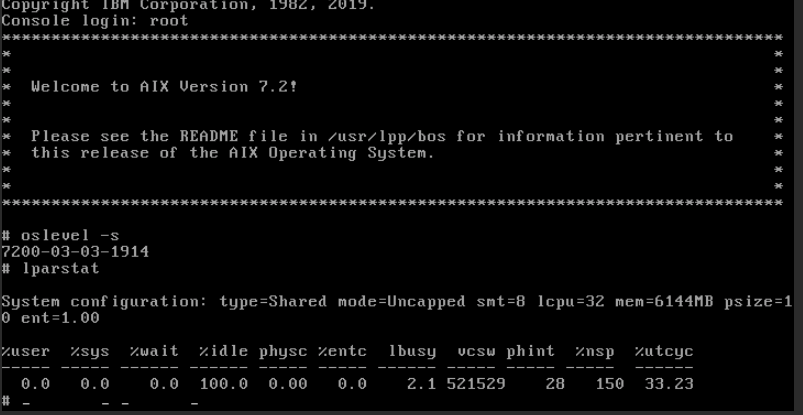 Copyright IBM Corporation, 1982, 2019.
Console login: root
*******************************************************************************
*                                                                             *
*                                                                             *
*  Welcome to AIX Version 7.2!                                                *
*                                                                             *
*                                                                             *
*  Please see the README file in /usr/lpp/bos for information pertinent to    *
*  this release of the AIX Operating System.                                  *
*                                                                             *
*                                                                             *
*******************************************************************************
# oslevel -s
7200-03-03-1914
# lparstat
System configuration: type=Shared mode=Uncapped smt=8 lcpu=32 mem=6144MB psize=1
0 ent=1.00
%user  %sys  %wait  %idle physc %entc  lbusy  vcsw phint  %nsp  %utcyc
----- ----- ------ ------ ----- ----- ------ ----- ----- ----- ------
  0.0   0.0    0.0  100.0  0.00   0.0    2.1 521529    28   150  33.23
# _       _ _      _